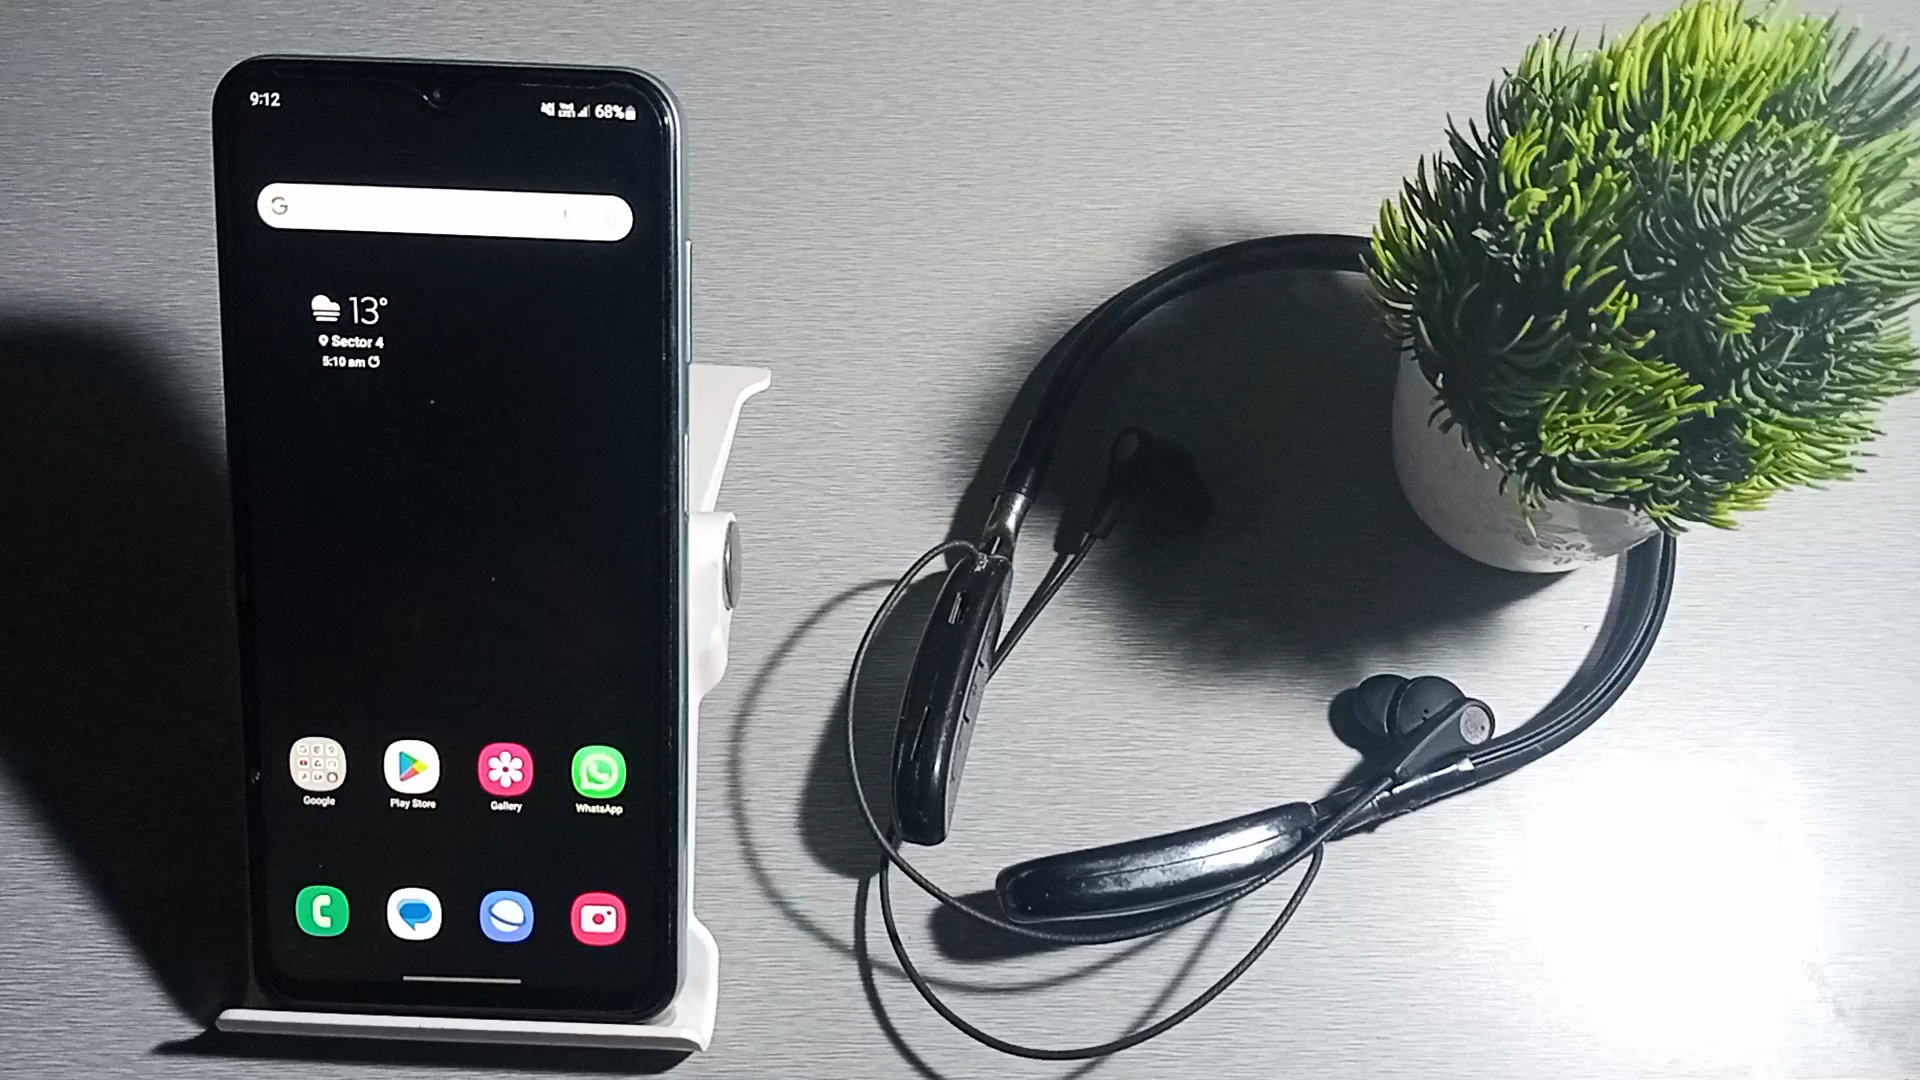 9:12
68%
G
13°
Sector 4
5:10 am
Google
Play Store
Gallery
WhatsApp